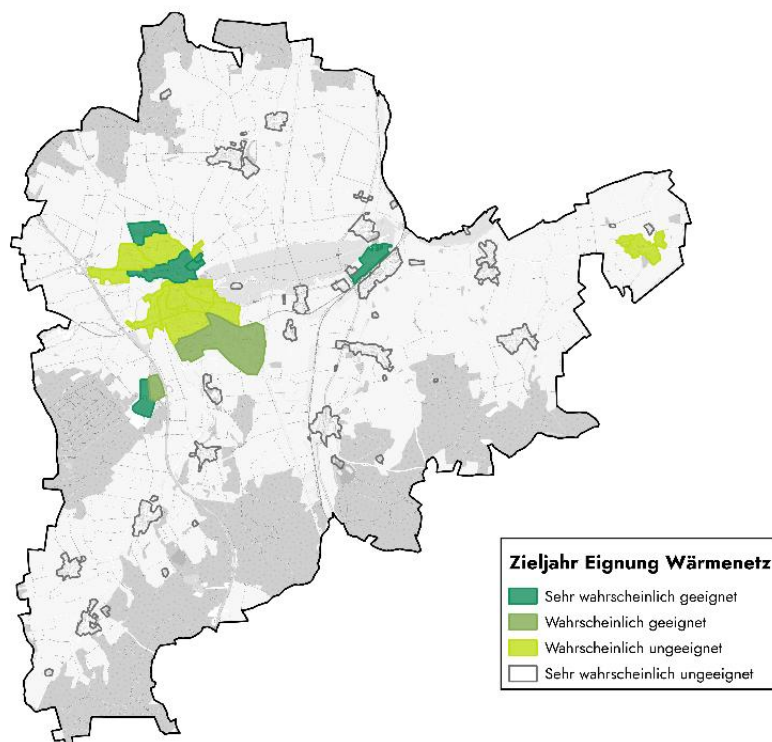 Zieljahr Eignung Wärmenetz
Sehr wahrscheinlich geeignet
Wahrscheinlich geeignet
Wahrscheinlich ungeeignet
Sehr wahrscheinlich ungeeignet